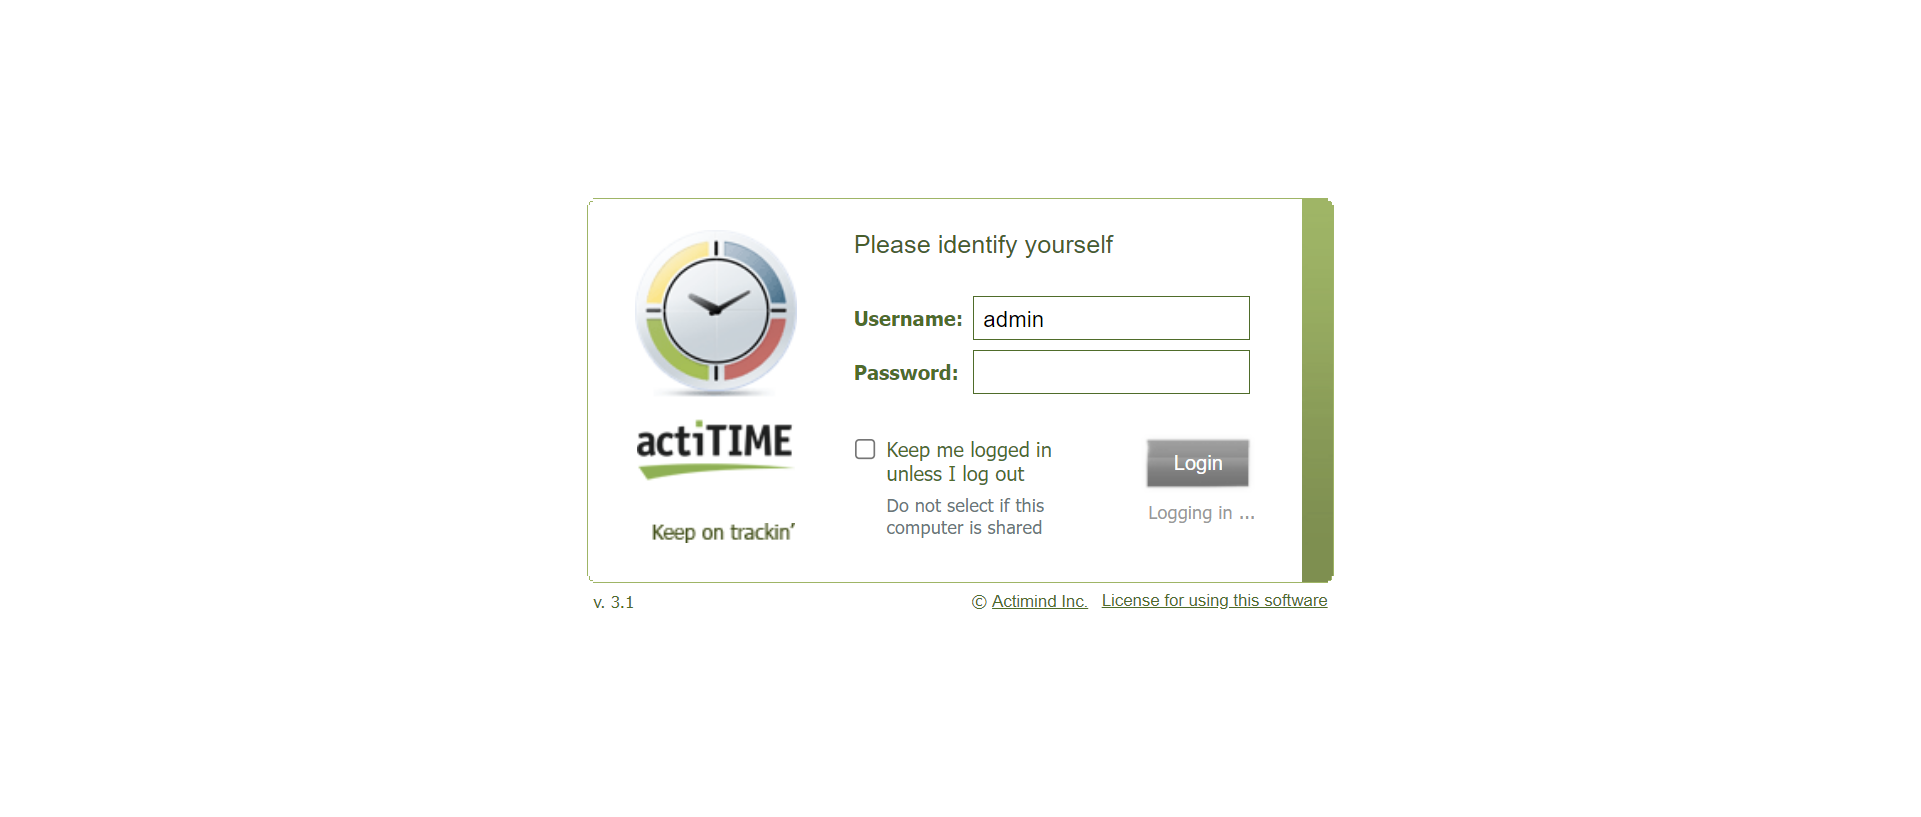 Please identify yourself
Username: admin
Password:
actiTIME
Keep me logged in
unless I log out
Login
Do not select if this
computer is shared
Logging in ...
Keep on trackin’
v. 3.1
© Actimind Inc. License for using this software